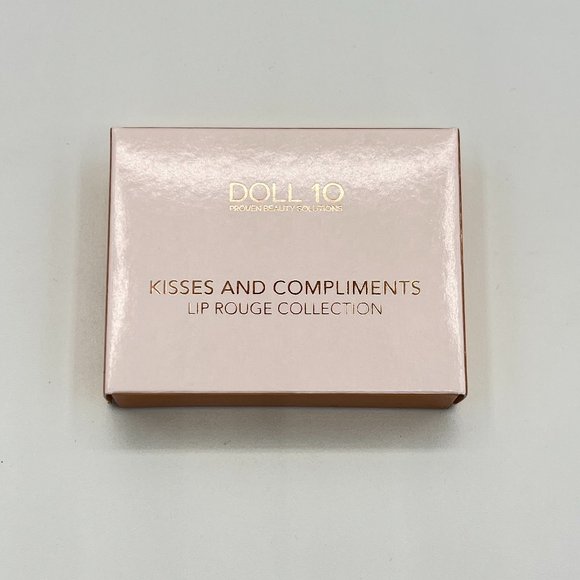 DOLL 10
PROVEN BEAUTY SOLUTIONS
KISSES AND COMPLIMENTS
LIP ROUGE COLLECTION